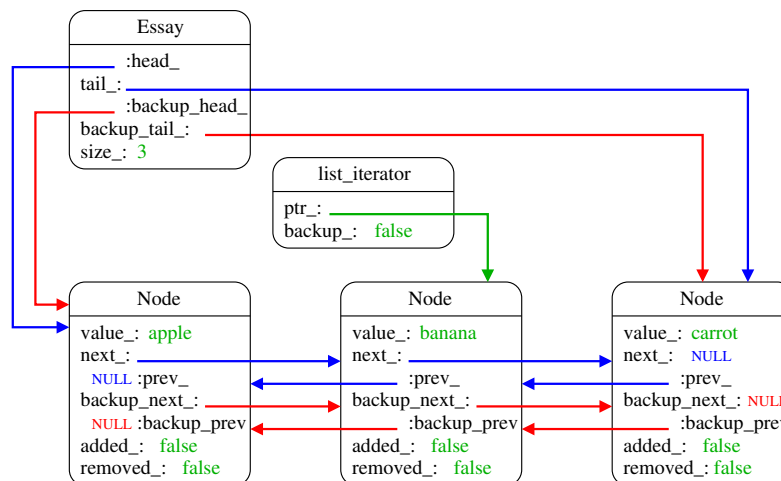 Essay
:head_
tail_:
:backup_head_
backup_tail_:
size_: 3
list_iterator
ptr_:
backup_: false
Node
value_: apple
next_:
NULL :prev_
backup_next_:
NULL :backup_prev
added_: false
removed_: false
Node
value_: banana
next_:
:prev_
backup_next_:
:backup_prev
added_: false
removed_: false
Node
value_: carrot
next_: NULL
:prev_
backup_next_: NULL
:backup_prev
added_: false
removed_: false